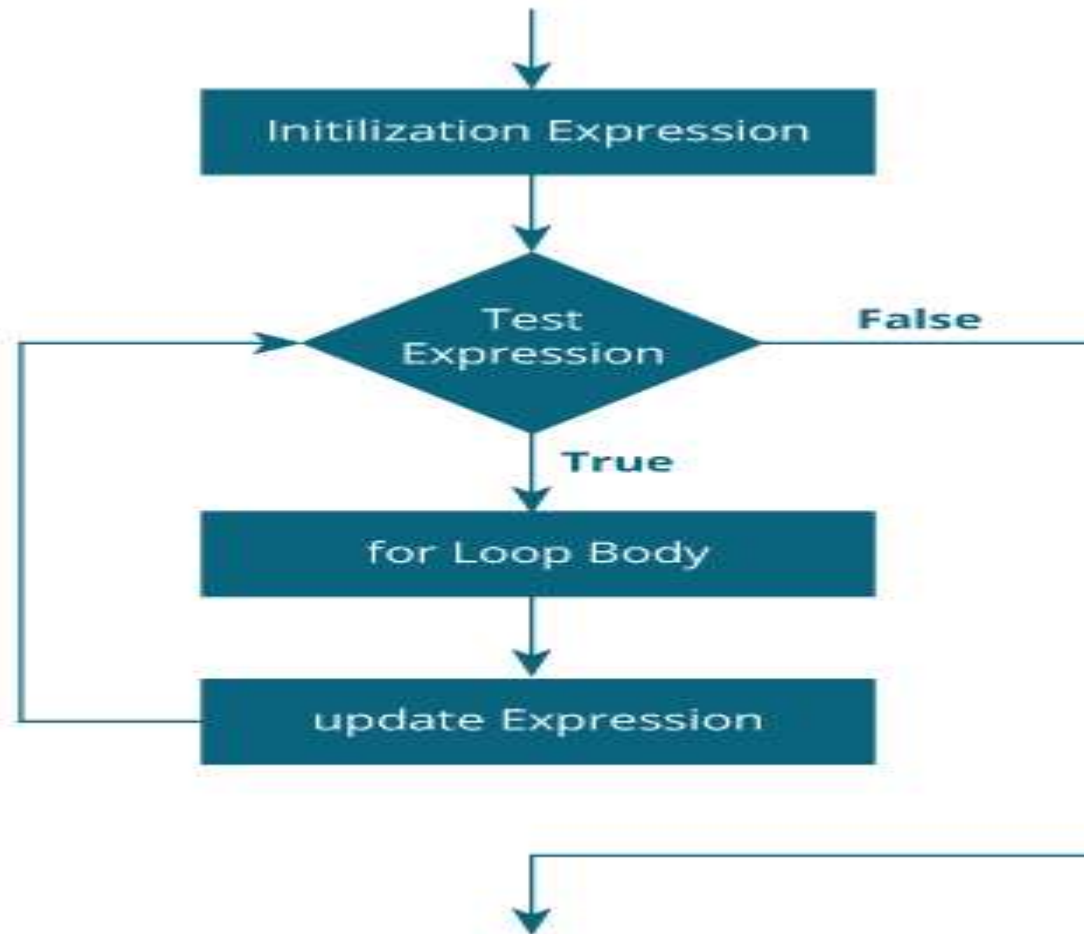 Initilization Expression
Test
Expression
False
True
for Loop Body
update Expression